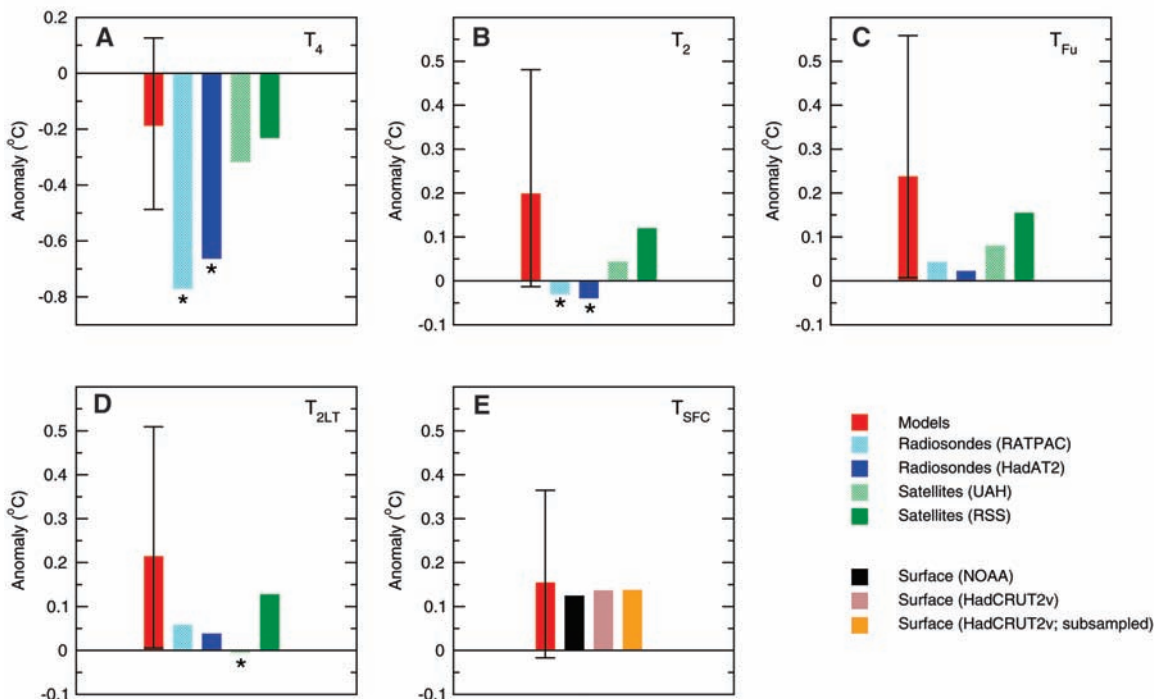 A
T4
Anomaly (°C)
0.2
0
-0.2
-0.4
-0.6
-0.8
*
*
B
T2
Anomaly (°C)
0.5
0.4
0.3
0.2
0.1
0
-0.1
*
*
C
TFu
Anomaly (°C)
0.5
0.4
0.3
0.2
0.1
0
-0.1
D
T2LT
Anomaly (°C)
0.5
0.4
0.3
0.2
0.1
0
-0.1
*
E
TSFC
Anomaly (°C)
0.5
0.4
0.3
0.2
0.1
0
-0.1
Models
Radiosondes (RATPAC)
Radiosondes (HadAT2)
Satellites (UAH)
Satellites (RSS)
Surface (NOAA)
Surface (HadCRUT2v)
Surface (HadCRUT2v; subsampled)